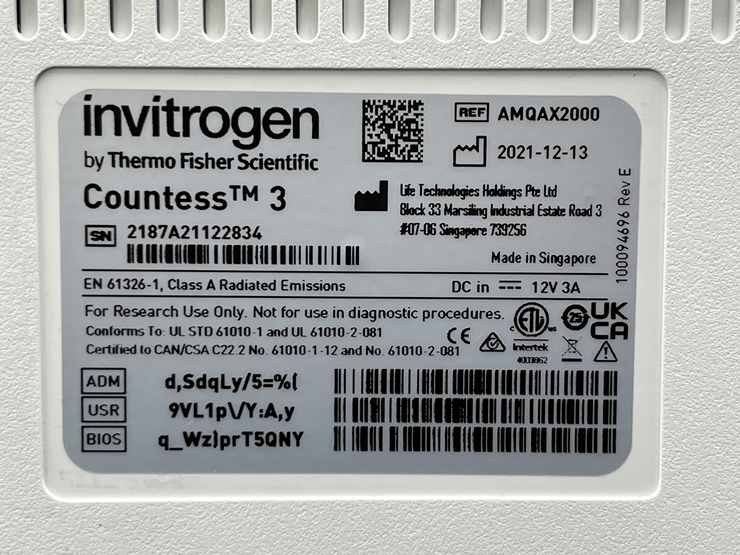 invitrogen
by Thermo Fisher Scientific
Countess™ 3
SN 2187A21122834
REF AMQAX2000
2021-12-13
Life Technologies Holdings Pte Ltd
Block 33 Marsiling Industrial Estate Road 3
#07-06 Singapore 739256
Made in Singapore
100094696 Rev E
EN 61326-1, Class A Radiated Emissions
DC in ⎓ 12V 3A
For Research Use Only. Not for use in diagnostic procedures.
Conforms To: UL STD 61010-1 and UL 61010-2-081
Certified to CAN/CSA C22.2 No. 61010-1-12 and No. 61010-2-081
CE
ETL
Intertek
4003862
25
UK
CA
ADM d,SdqLy/5=%(
USR 9VL1p\/Y:A,y
BIOS q_Wz)prT5QNY